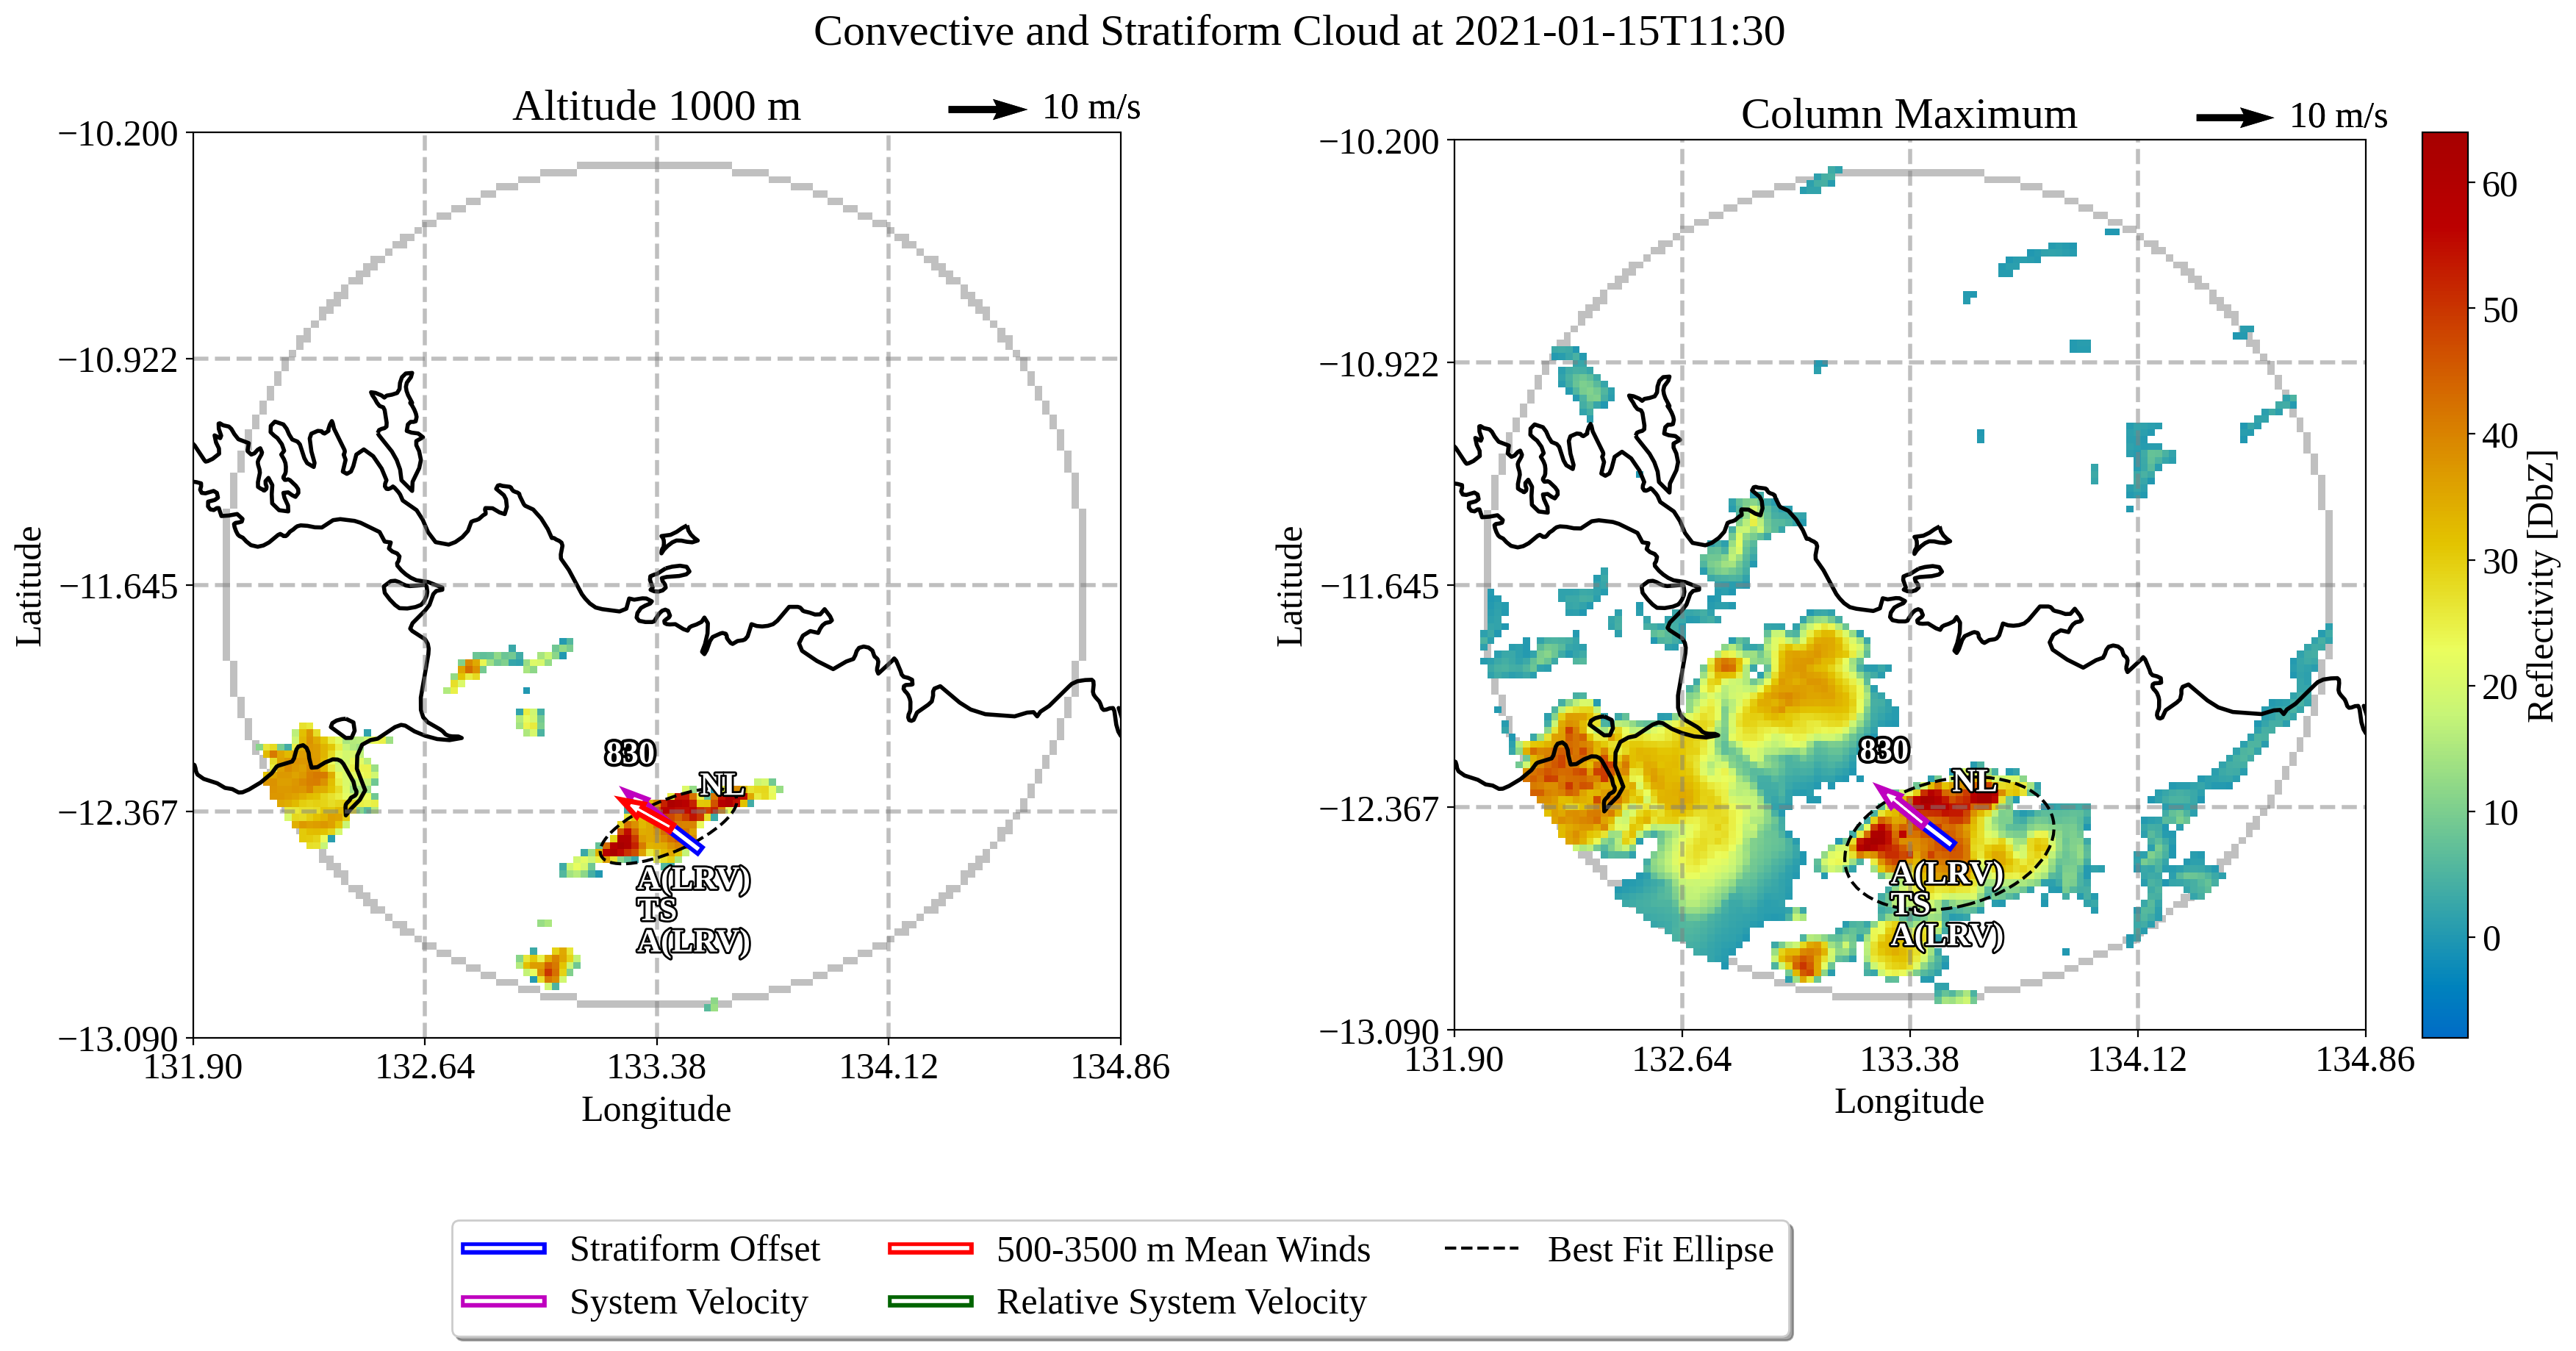 Convective and Stratiform Cloud at 2021-01-15T11:30
Altitude 1000 m
10 m/s
−10.200
−10.922
−11.645
−12.367
−13.090
Latitude
131.90
132.64
133.38
134.12
134.86
Longitude
830
NL
A(LRV)
TS
A(LRV)
Column Maximum
10 m/s
−10.200
−10.922
−11.645
−12.367
−13.090
Latitude
131.90
132.64
133.38
134.12
134.86
Longitude
830
NL
A(LRV)
TS
A(LRV)
60
50
40
30
20
10
0
Reflectivity [DbZ]
Stratiform Offset
System Velocity
500-3500 m Mean Winds
Relative System Velocity
Best Fit Ellipse